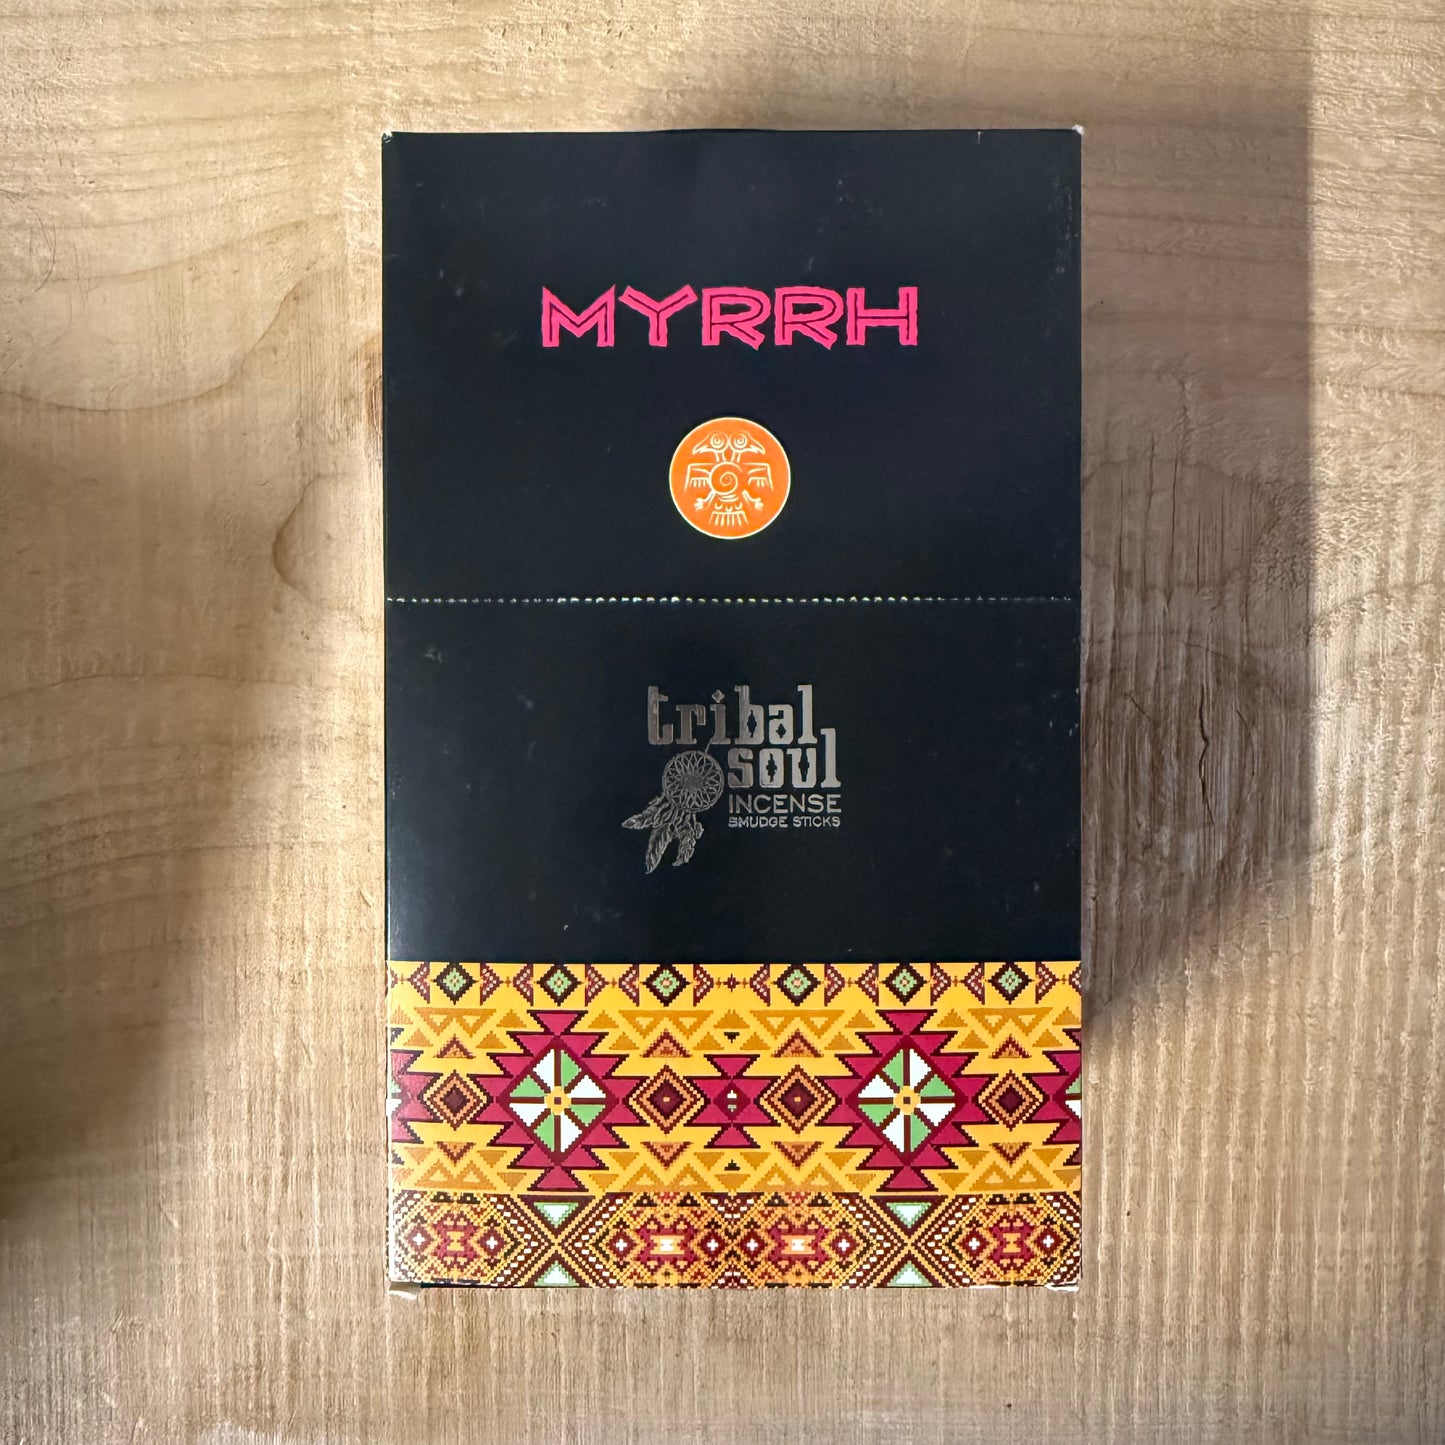 MYRRH
tribal
soul
INCENSE
SMUDGE STICKS